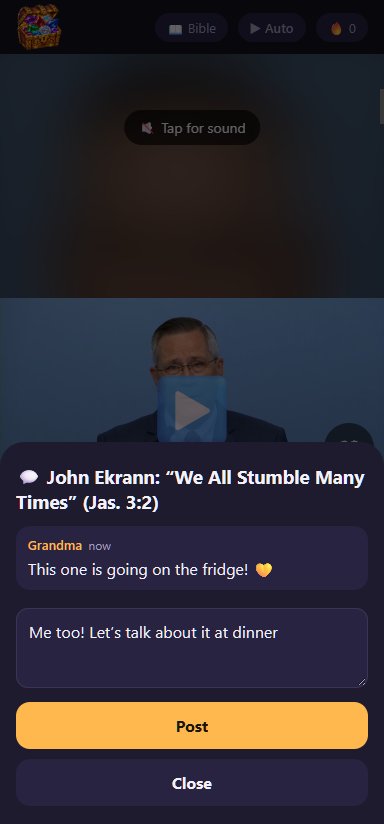 📖 Bible
▶ Auto
🔥 0
🔇 Tap for sound
💬 John Ekrann: “We All Stumble Many
Times” (Jas. 3:2)
Grandma now
This one is going on the fridge! 💛
Me too! Let’s talk about it at dinner
Post
Close